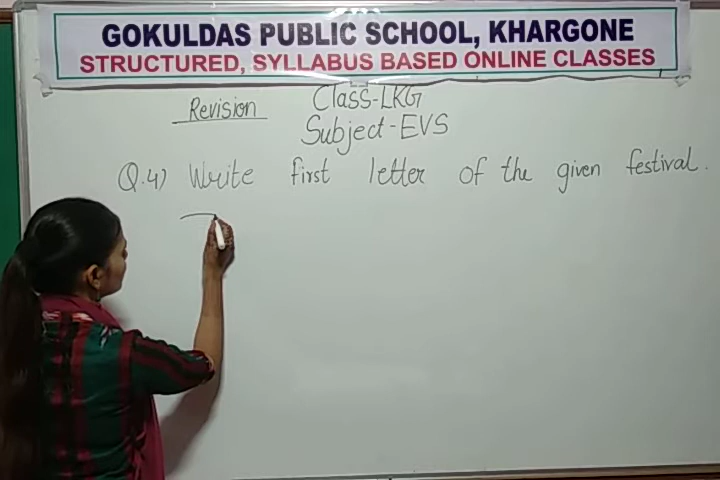 GOKULDAS PUBLIC SCHOOL, KHARGONE
STRUCTURED, SYLLABUS BASED ONLINE CLASSES
Revision Class-LKG
Subject-EVS
Q.4) Write first letter of the given festival.